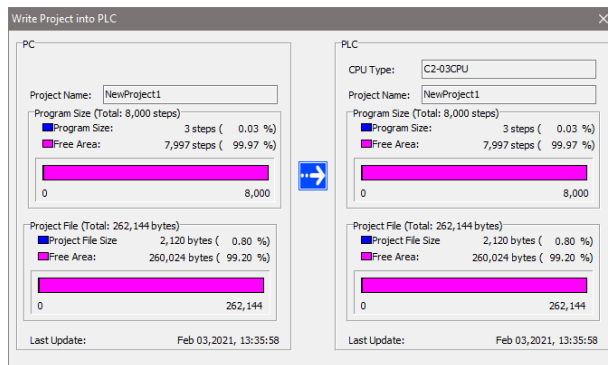 Write Project into PLC
PC
Project Name: NewProject1
Program Size (Total: 8,000 steps)
Program Size: 3 steps ( 0.03 %)
Free Area: 7,997 steps ( 99.97 %)
0 8,000
Project File (Total: 262,144 bytes)
Project File Size 2,120 bytes ( 0.80 %)
Free Area: 260,024 bytes ( 99.20 %)
0 262,144
Last Update: Feb 03,2021, 13:35:58
PLC
CPU Type: C2-03CPU
Project Name: NewProject1
Program Size (Total: 8,000 steps)
Program Size: 3 steps ( 0.03 %)
Free Area: 7,997 steps ( 99.97 %)
0 8,000
Project File (Total: 262,144 bytes)
Project File Size 2,120 bytes ( 0.80 %)
Free Area: 260,024 bytes ( 99.20 %)
0 262,144
Last Update: Feb 03,2021, 13:35:58